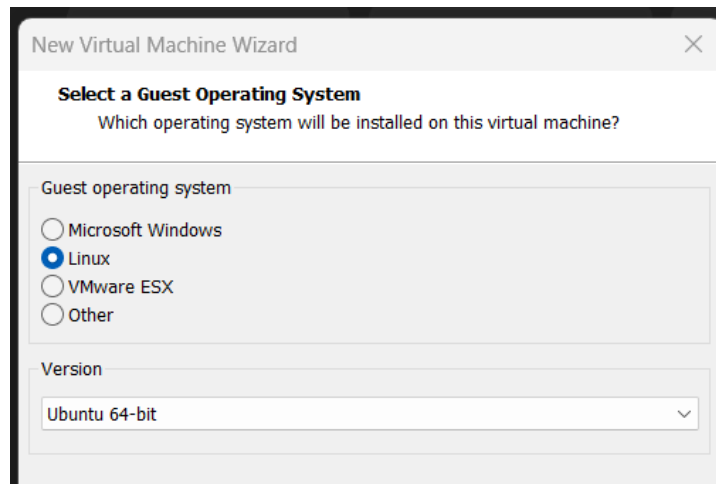 New Virtual Machine Wizard
Select a Guest Operating System
Which operating system will be installed on this virtual machine?
Guest operating system
Microsoft Windows
Linux
VMware ESX
Other
Version
Ubuntu 64-bit